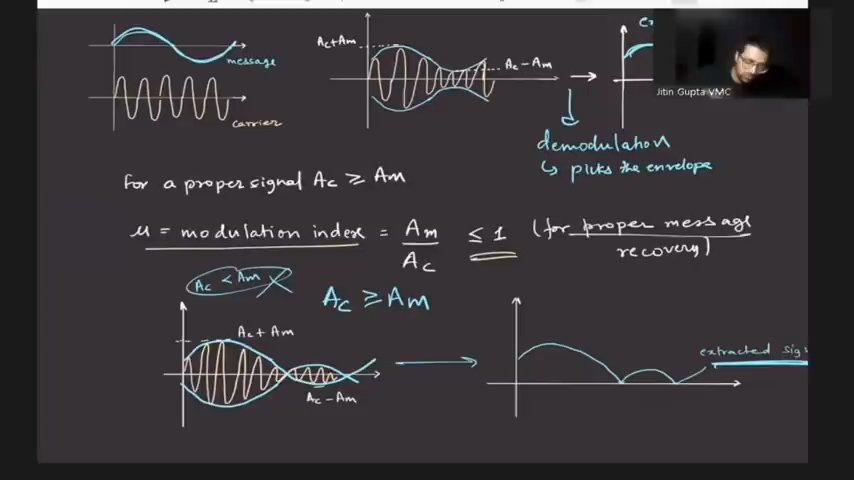 message
carrier
Ac+Am
Ac-Am
Jitin Gupta VMC
demodulation
↳ picks the envelope
For a proper signal Ac ≥ Am
μ = modulation index = Am/Ac ≤ 1 (for proper message recovery)
Ac < Am
Ac ≥ Am
Ac+Am
Ac-Am
extracted sig